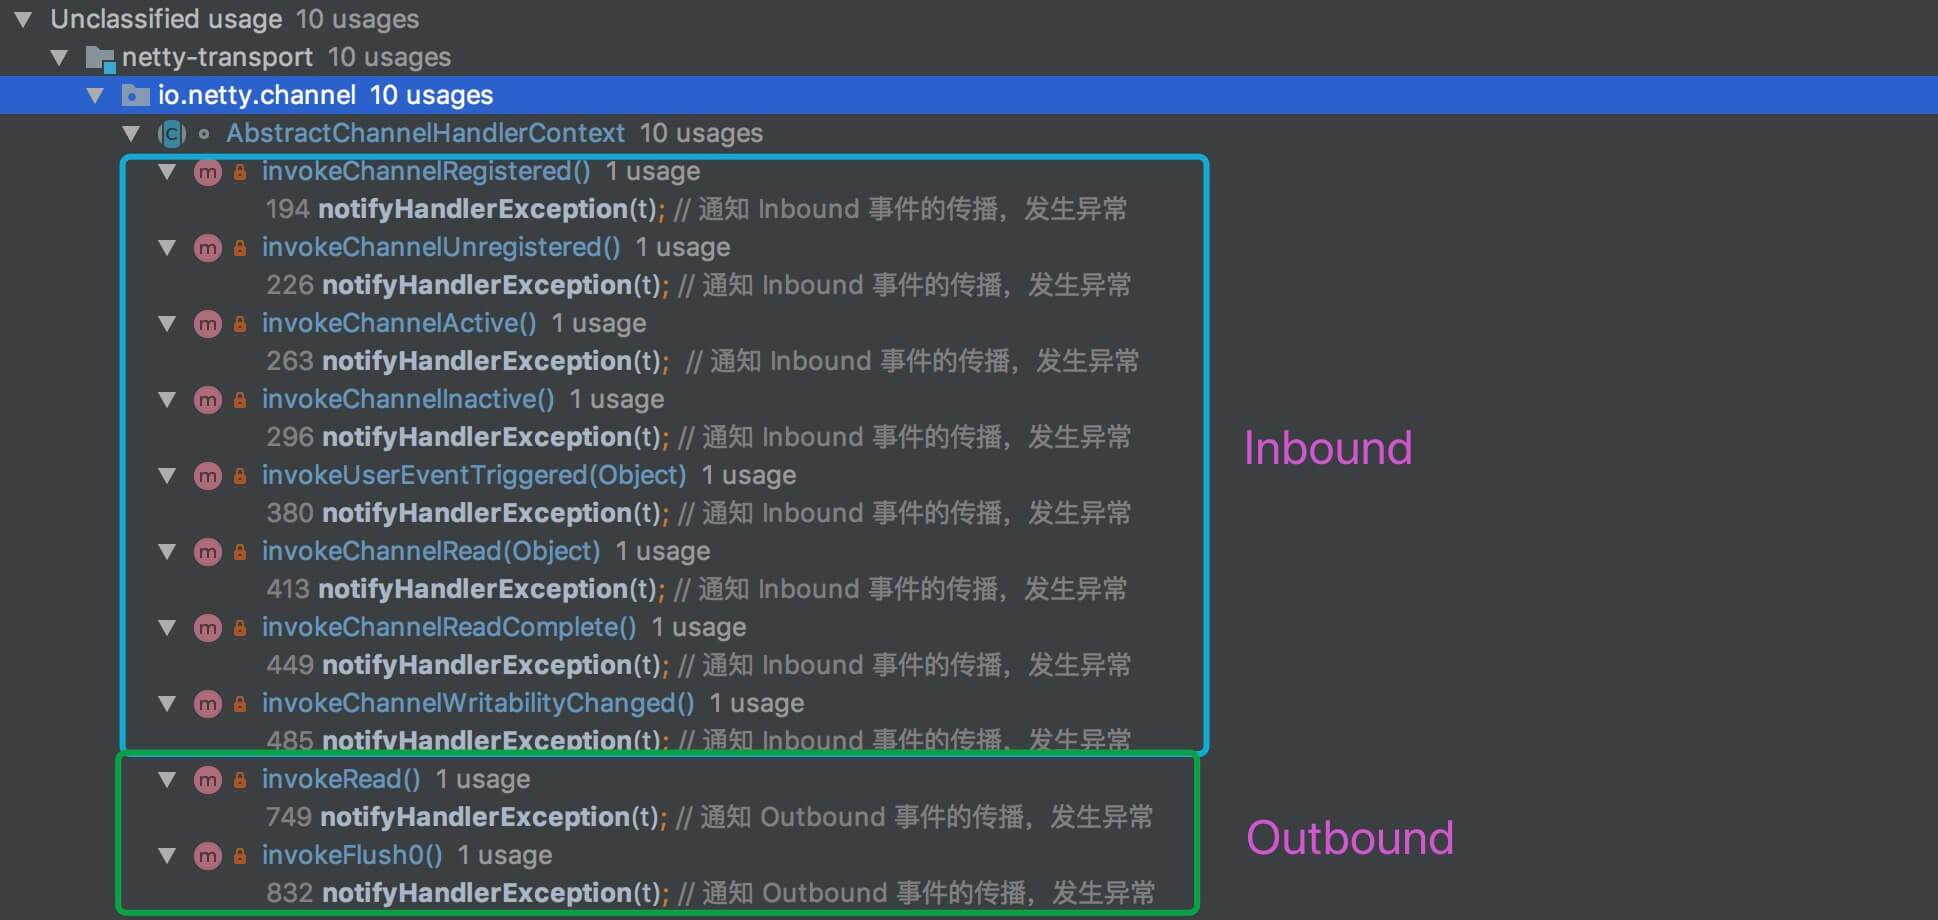 Unclassified usage 10 usages
netty-transport 10 usages
io.netty.channel 10 usages
AbstractChannelHandlerContext 10 usages
invokeChannelRegistered() 1 usage
194 notifyHandlerException(t); // 通知 Inbound 事件的传播，发生异常
invokeChannelUnregistered() 1 usage
226 notifyHandlerException(t); // 通知 Inbound 事件的传播，发生异常
invokeChannelActive() 1 usage
263 notifyHandlerException(t); // 通知 Inbound 事件的传播，发生异常
invokeChannelInactive() 1 usage
296 notifyHandlerException(t); // 通知 Inbound 事件的传播，发生异常
Inbound
invokeUserEventTriggered(Object) 1 usage
380 notifyHandlerException(t); // 通知 Inbound 事件的传播，发生异常
invokeChannelRead(Object) 1 usage
413 notifyHandlerException(t); // 通知 Inbound 事件的传播，发生异常
invokeChannelReadComplete() 1 usage
449 notifyHandlerException(t); // 通知 Inbound 事件的传播，发生异常
invokeChannelWritabilityChanged() 1 usage
485 notifyHandlerException(t); // 通知 Inbound 事件的传播，发生异常
invokeRead() 1 usage
749 notifyHandlerException(t); // 通知 Outbound 事件的传播，发生异常
Outbound
invokeFlush0() 1 usage
832 notifyHandlerException(t); // 通知 Outbound 事件的传播，发生异常